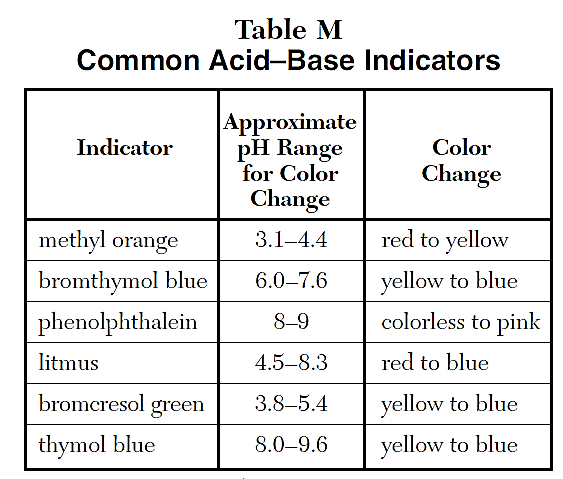 Table M
Common Acid–Base Indicators
Indicator
Approximate
pH Range
for Color
Change
Color
Change
methyl orange 3.1–4.4 red to yellow
bromthymol blue 6.0–7.6 yellow to blue
phenolphthalein 8–9 colorless to pink
litmus 4.5–8.3 red to blue
bromcresol green 3.8–5.4 yellow to blue
thymol blue 8.0–9.6 yellow to blue